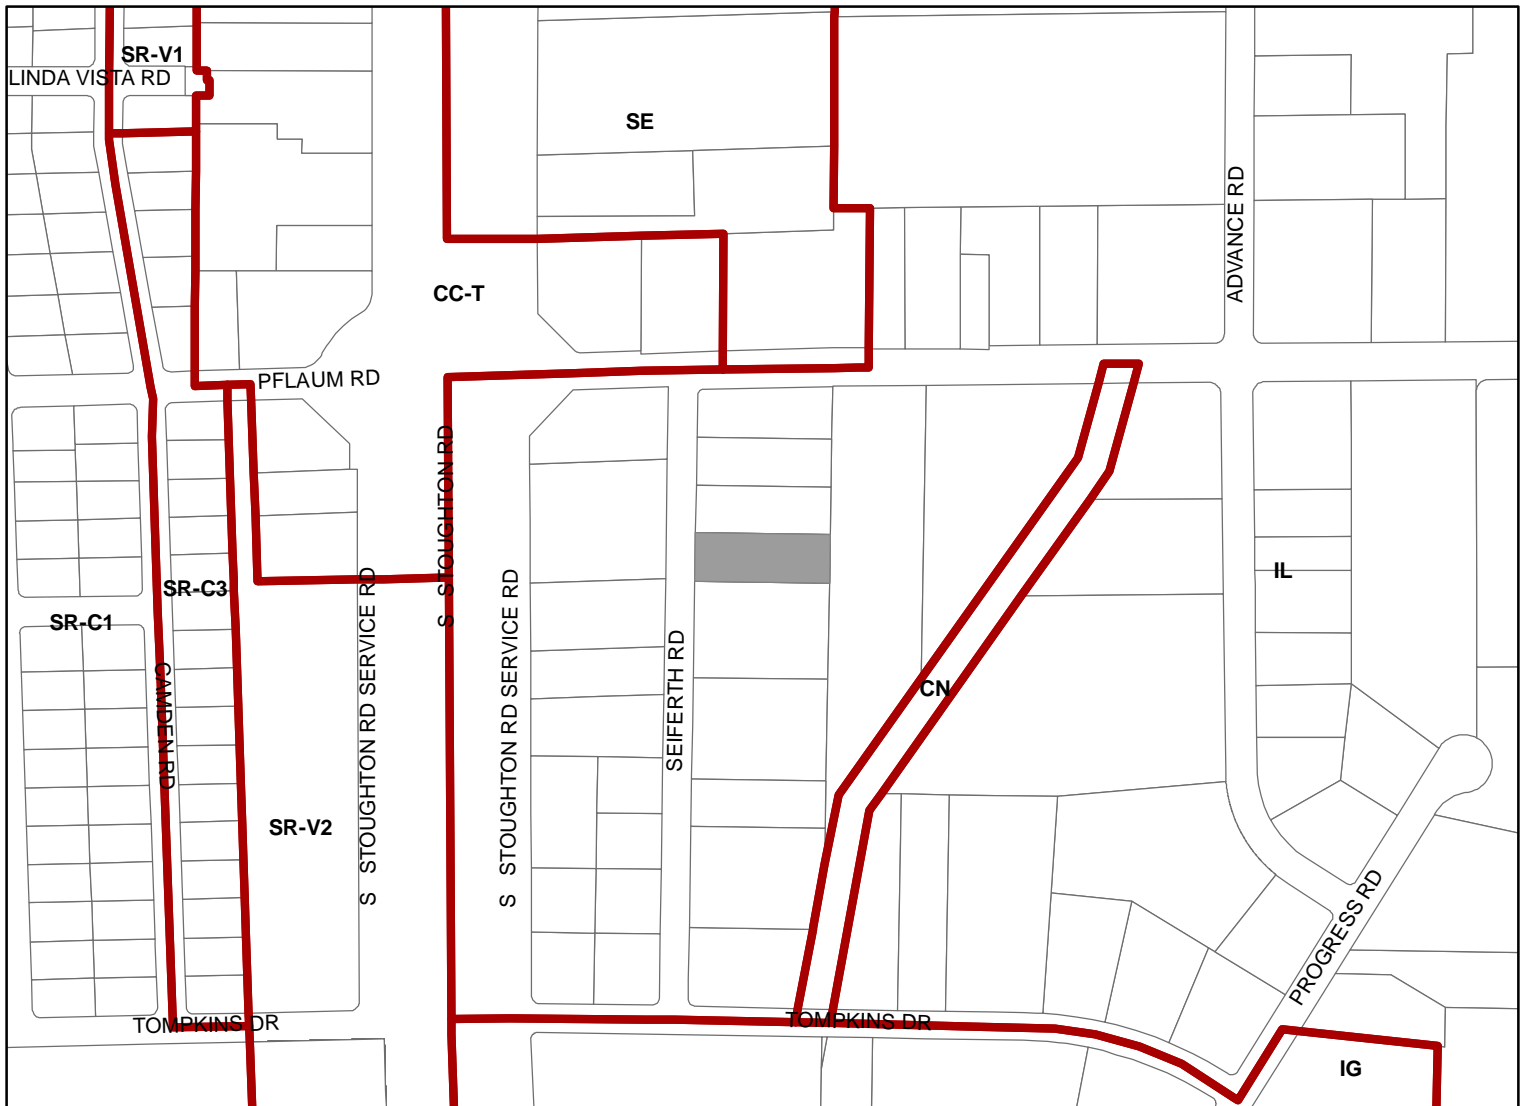 SR-V1
LINDA VISTA RD
SE
ADVANCE RD
CC-T
PFLAUM RD
S STOUGHTON RD
IL
SR-C3
SR-C1
S STOUGHTON RD SERVICE RD
S STOUGHTON RD SERVICE RD
SEIFERTH RD
CAMDEN RD
CN
SR-V2
PROGRESS RD
TOMPKINS DR
TOMPKINS DR
IG